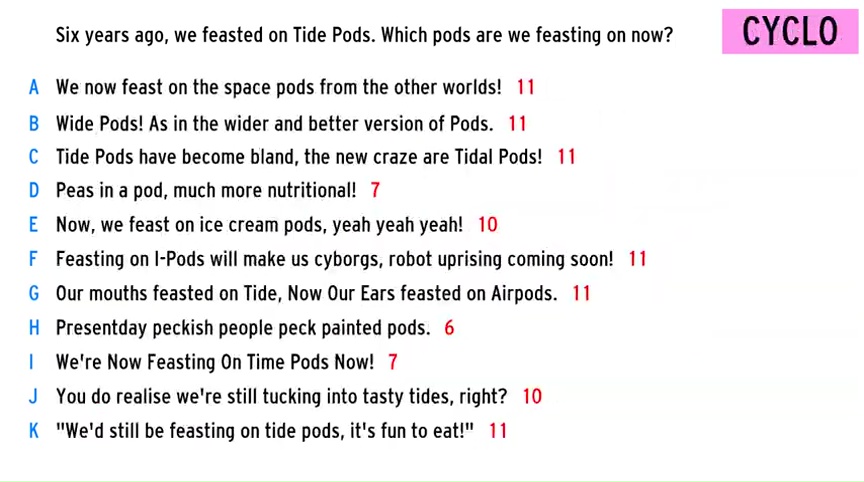 Six years ago, we feasted on Tide Pods. Which pods are we feasting on now?
CYCLO
A We now feast on the space pods from the other worlds! 11
B Wide Pods! As in the wider and better version of Pods. 11
C Tide Pods have become bland, the new craze are Tidal Pods! 11
D Peas in a pod, much more nutritional! 7
E Now, we feast on ice cream pods, yeah yeah yeah! 10
F Feasting on I-Pods will make us cyborgs, robot uprising coming soon! 11
G Our mouths feasted on Tide, Now Our Ears feasted on Airpods. 11
H Presentday peckish people peck painted pods. 6
I We're Now Feasting On Time Pods Now! 7
J You do realise we're still tucking into tasty tides, right? 10
K "We'd still be feasting on tide pods, it's fun to eat!" 11